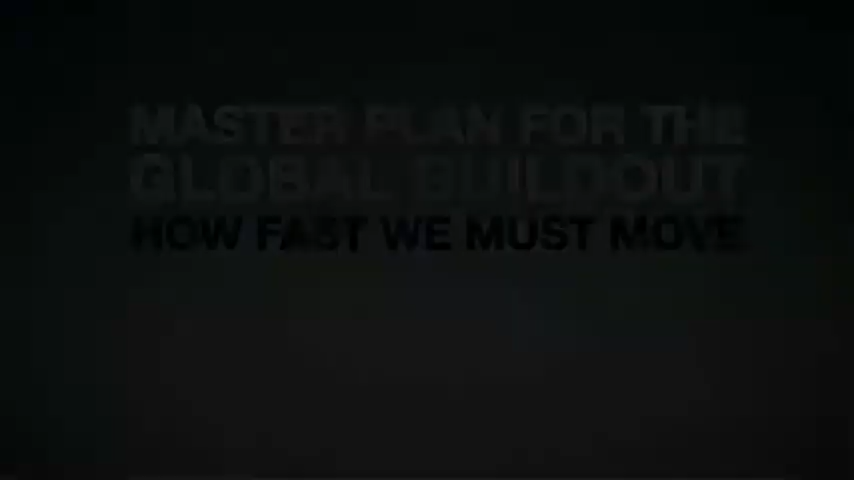 MASTER PLAN FOR THE
GLOBAL BUILDOUT
HOW FAST WE MUST MOVE